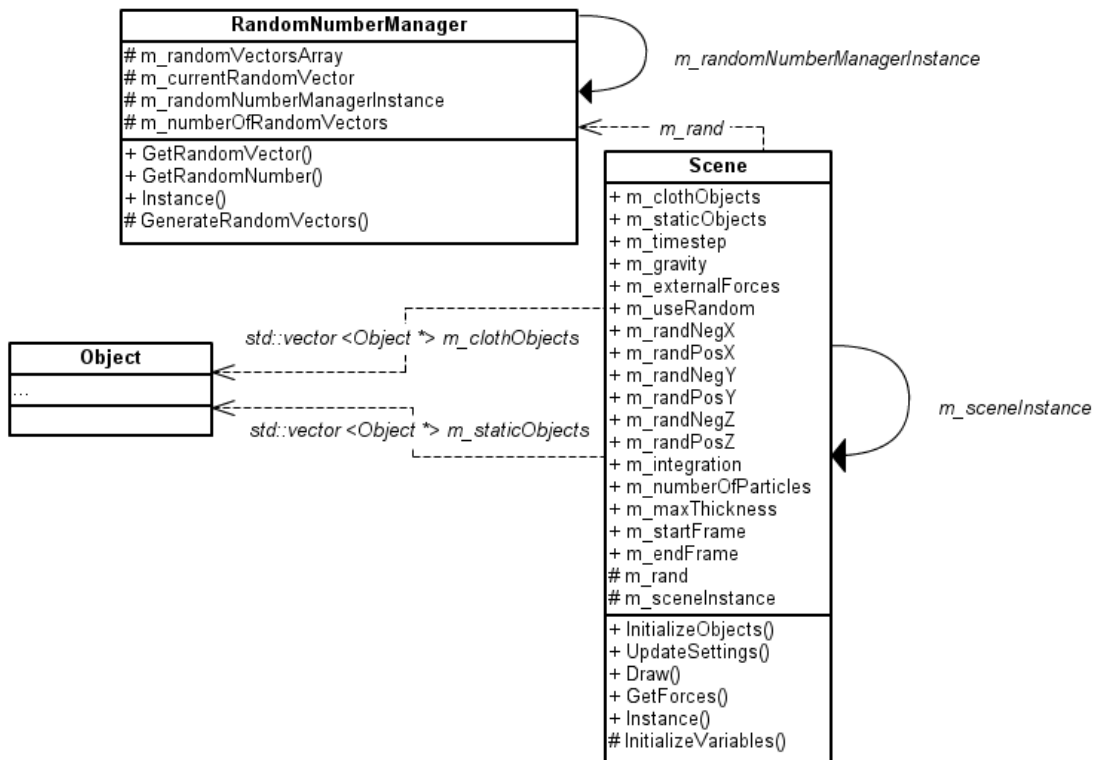 RandomNumberManager
# m_randomVectorsArray
# m_currentRandomVector
# m_randomNumberManagerInstance
# m_numberOfRandomVectors
+ GetRandomVector()
+ GetRandomNumber()
+ Instance()
# GenerateRandomVectors()
m_randomNumberManagerInstance
m_rand
Scene
+ m_clothObjects
+ m_staticObjects
+ m_timestep
+ m_gravity
+ m_externalForces
+ m_useRandom
+ m_randNegX
+ m_randPosX
+ m_randNegY
+ m_randPosY
+ m_randNegZ
+ m_randPosZ
+ m_integration
+ m_numberOfParticles
+ m_maxThickness
+ m_startFrame
+ m_endFrame
# m_rand
# m_sceneInstance
+ InitializeObjects()
+ UpdateSettings()
+ Draw()
+ GetForces()
+ Instance()
# InitializeVariables()
m_sceneInstance
std::vector <Object *> m_clothObjects
std::vector <Object *> m_staticObjects
Object
...